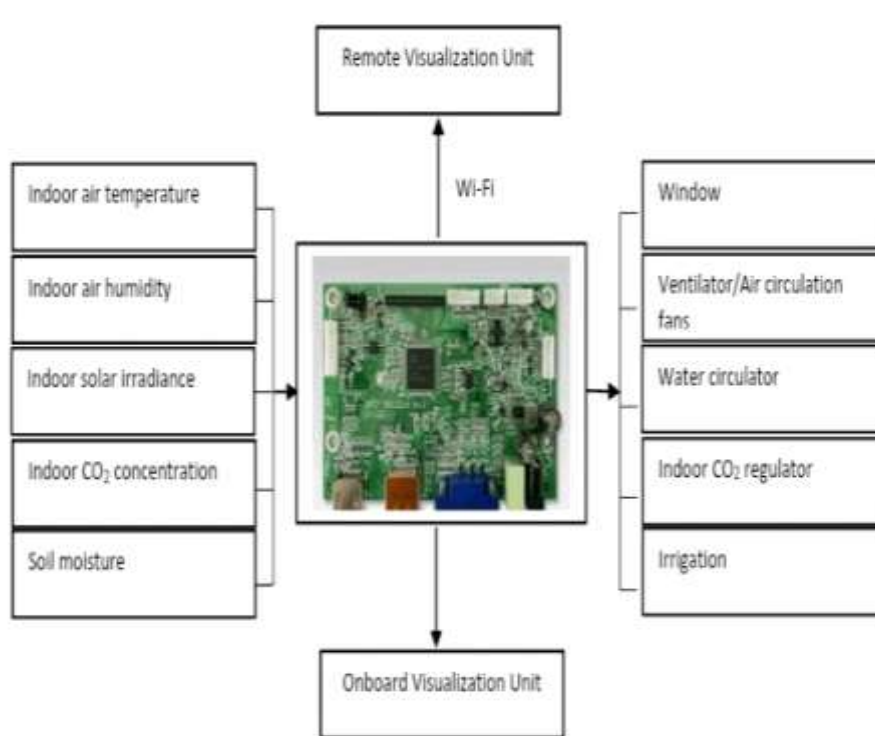 Remote Visualization Unit
Wi-Fi
Indoor air temperature
Indoor air humidity
Indoor solar irradiance
Indoor CO₂ concentration
Soil moisture
Window
Ventilator/Air circulation
fans
Water circulator
Indoor CO₂ regulator
Irrigation
Onboard Visualization Unit